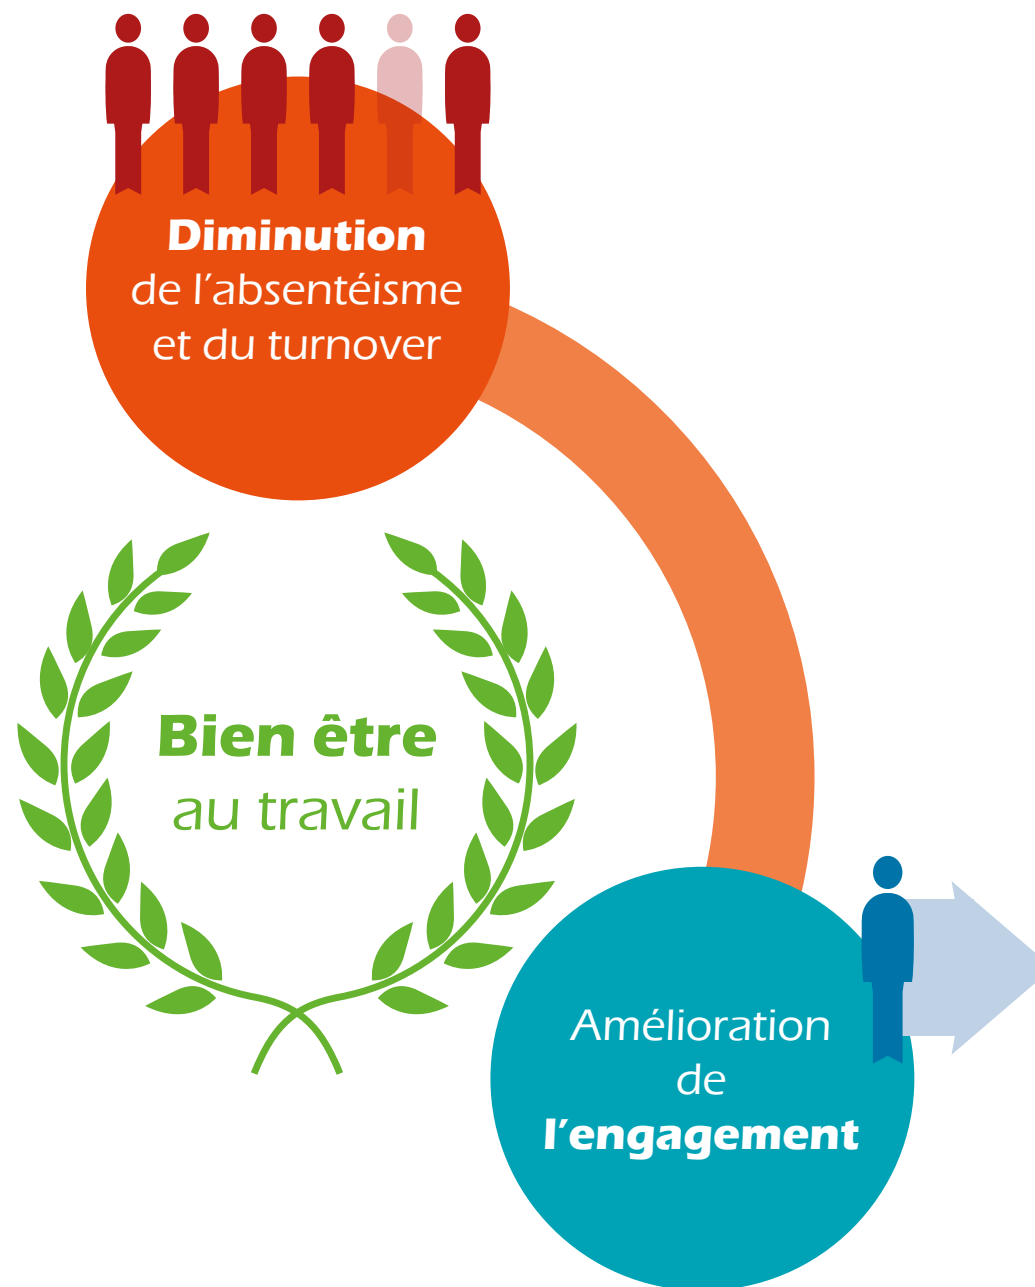 Diminution
de l’absentéisme
et du turnover
Bien être
au travail
Amélioration
de
l’engagement